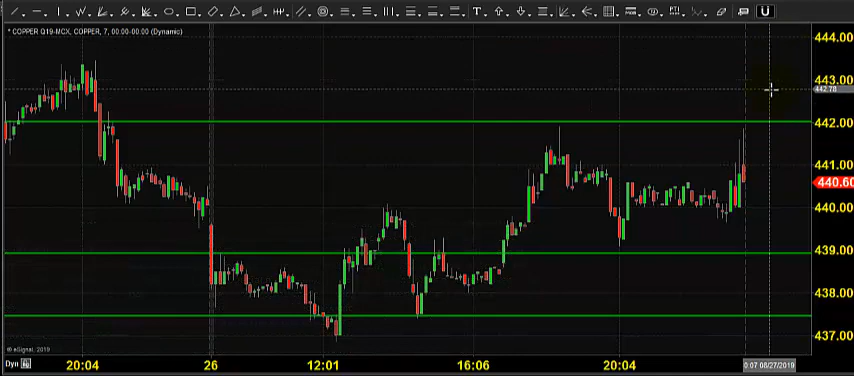 T
PTI
U
* COPPER Q19-MCX, COPPER, 7, 00:00-00:00 (Dynamic)
444.00
443.00
442.78
442.00
441.00
440.60
440.00
439.00
438.00
437.00
© eSignal, 2019
Dyn
20:04
26
12:01
16:06
20:04
0:07 08/27/2019